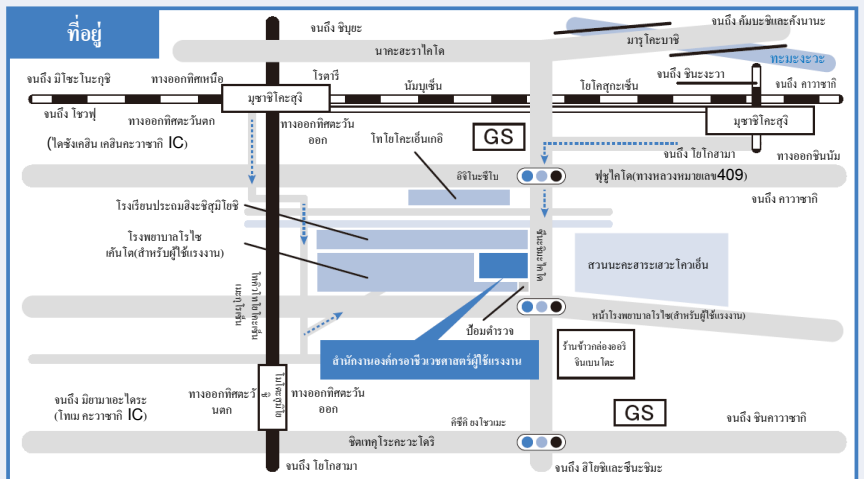 ที่อยู่
จนถึง ชิบุยะ
จนถึง คัมบะชิและคังนานะ
นาคะฮะราไคโด
มารุโคะบาชิ
ทะมะงะวะ
จนถึง มิโซะโนะกุชิ
ทางออกทิศเหนือ
โรตารี
นัมบุเซ็น
โยโคสุกะเซ็น
จนถึง ชินะงะวา
จนถึง คาวาซากิ
มุซาชิโคะสุงิ
จนถึง โชวฟุ
ทางออกทิศตะวันตก
(ไดซังเคฮิน เคฮินคะวาซากิ IC)
ทางออกทิศตะวัน
ออก
โทโยโคะเอ็นเกอิ
GS
มุซาชิโคะสุงิ
จนถึง โยโกฮามา
ทางออกชินนัม
อิจิโนะซึโบ
ฟุชูไคโด(ทางหลวงหมายเลข409)
จนถึง คาวาซากิ
โรงเรียนประถมฮิงะชิสุมิโยชิ
โรงพยาบาลโรไซ
เค้นโต(สำหรับผู้ใช้แรงงาน)
สวนนะคะฮาระเฮวะโควเอ็น
ป้อมตำรวจ
หน้าโรงพยาบาลโรไซ(สำหรับผู้ใช้แรงงาน)
สำนักงานองค์กรอาชีวเวชศาสตร์ผู้ใช้แรงงาน
ร้านข้าวกล่องออริ
จินเบนโตะ
จนถึง มิยามาเอะไดระ
(โทเม คะวาซากิ IC)
ทางออกทิศตะวั
นตก
ทางออกทิศตะวัน
ออก
คิซึคิ ยงโชวเมะ
GS
จนถึง ชินคาวาซากิ
ชิตเทคุโระคะวะโดริ
จนถึง โยโกฮามา
จนถึง ฮิโยชิและซึนะชิมะ